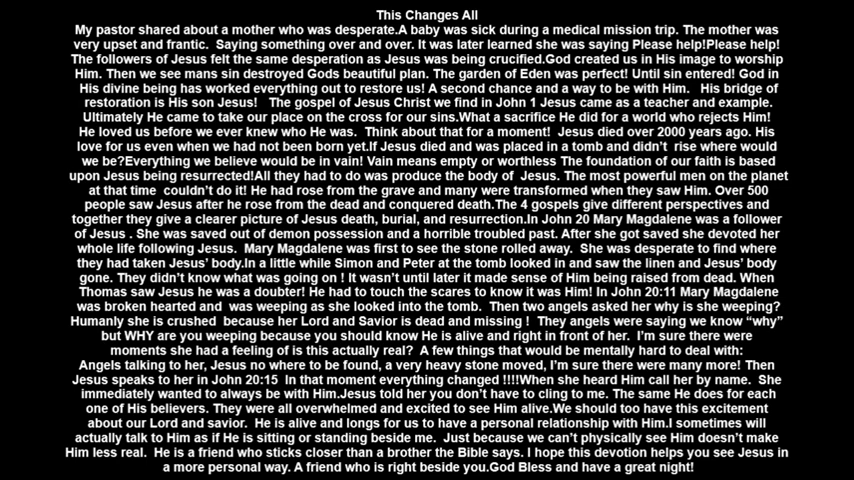 This Changes All
My pastor shared about a mother who was desperate.A baby was sick during a medical mission trip. The mother was
very upset and frantic.  Saying something over and over. It was later learned she was saying Please help!Please help!
The followers of Jesus felt the same desperation as Jesus was being crucified.God created us in His image to worship
Him. Then we see mans sin destroyed Gods beautiful plan. The garden of Eden was perfect! Until sin entered! God in
His divine being has worked everything out to restore us! A second chance and a way to be with Him.   His bridge of
restoration is His son Jesus!   The gospel of Jesus Christ we find in John 1 Jesus came as a teacher and example.
Ultimately He came to take our place on the cross for our sins.What a sacrifice He did for a world who rejects Him!
He loved us before we ever knew who He was.  Think about that for a moment!  Jesus died over 2000 years ago. His
love for us even when we had not been born yet.If Jesus died and was placed in a tomb and didn't  rise where would
we be?Everything we believe would be in vain! Vain means empty or worthless The foundation of our faith is based
upon Jesus being resurrected!All they had to do was produce the body of  Jesus. The most powerful men on the planet
at that time  couldn't do it! He had rose from the grave and many were transformed when they saw Him. Over 500
people saw Jesus after he rose from the dead and conquered death.The 4 gospels give different perspectives and
together they give a clearer picture of Jesus death, burial, and resurrection.In John 20 Mary Magdalene was a follower
of Jesus . She was saved out of demon possession and a horrible troubled past. After she got saved she devoted her
whole life following Jesus.  Mary Magdalene was first to see the stone rolled away.  She was desperate to find where
they had taken Jesus' body.In a little while Simon and Peter at the tomb looked in and saw the linen and Jesus' body
gone. They didn't know what was going on ! It wasn't until later it made sense of Him being raised from dead. When
Thomas saw Jesus he was a doubter! He had to touch the scares to know it was Him! In John 20:11 Mary Magdalene
was broken hearted and  was weeping as she looked into the tomb.  Then two angels asked her why is she weeping?
Humanly she is crushed  because her Lord and Savior is dead and missing !  They angels were saying we know "why"
but WHY are you weeping because you should know He is alive and right in front of her.  I'm sure there were
moments she had a feeling of is this actually real?  A few things that would be mentally hard to deal with:
Angels talking to her, Jesus no where to be found, a very heavy stone moved, I'm sure there were many more! Then
Jesus speaks to her in John 20:15  In that moment everything changed !!!!When she heard Him call her by name.  She
immediately wanted to always be with Him.Jesus told her you don't have to cling to me. The same He does for each
one of His believers. They were all overwhelmed and excited to see Him alive.We should too have this excitement
about our Lord and savior.  He is alive and longs for us to have a personal relationship with Him.I sometimes will
actually talk to Him as if He is sitting or standing beside me.  Just because we can't physically see Him doesn't make
Him less real.  He is a friend who sticks closer than a brother the Bible says. I hope this devotion helps you see Jesus in
a more personal way. A friend who is right beside you.God Bless and have a great night!